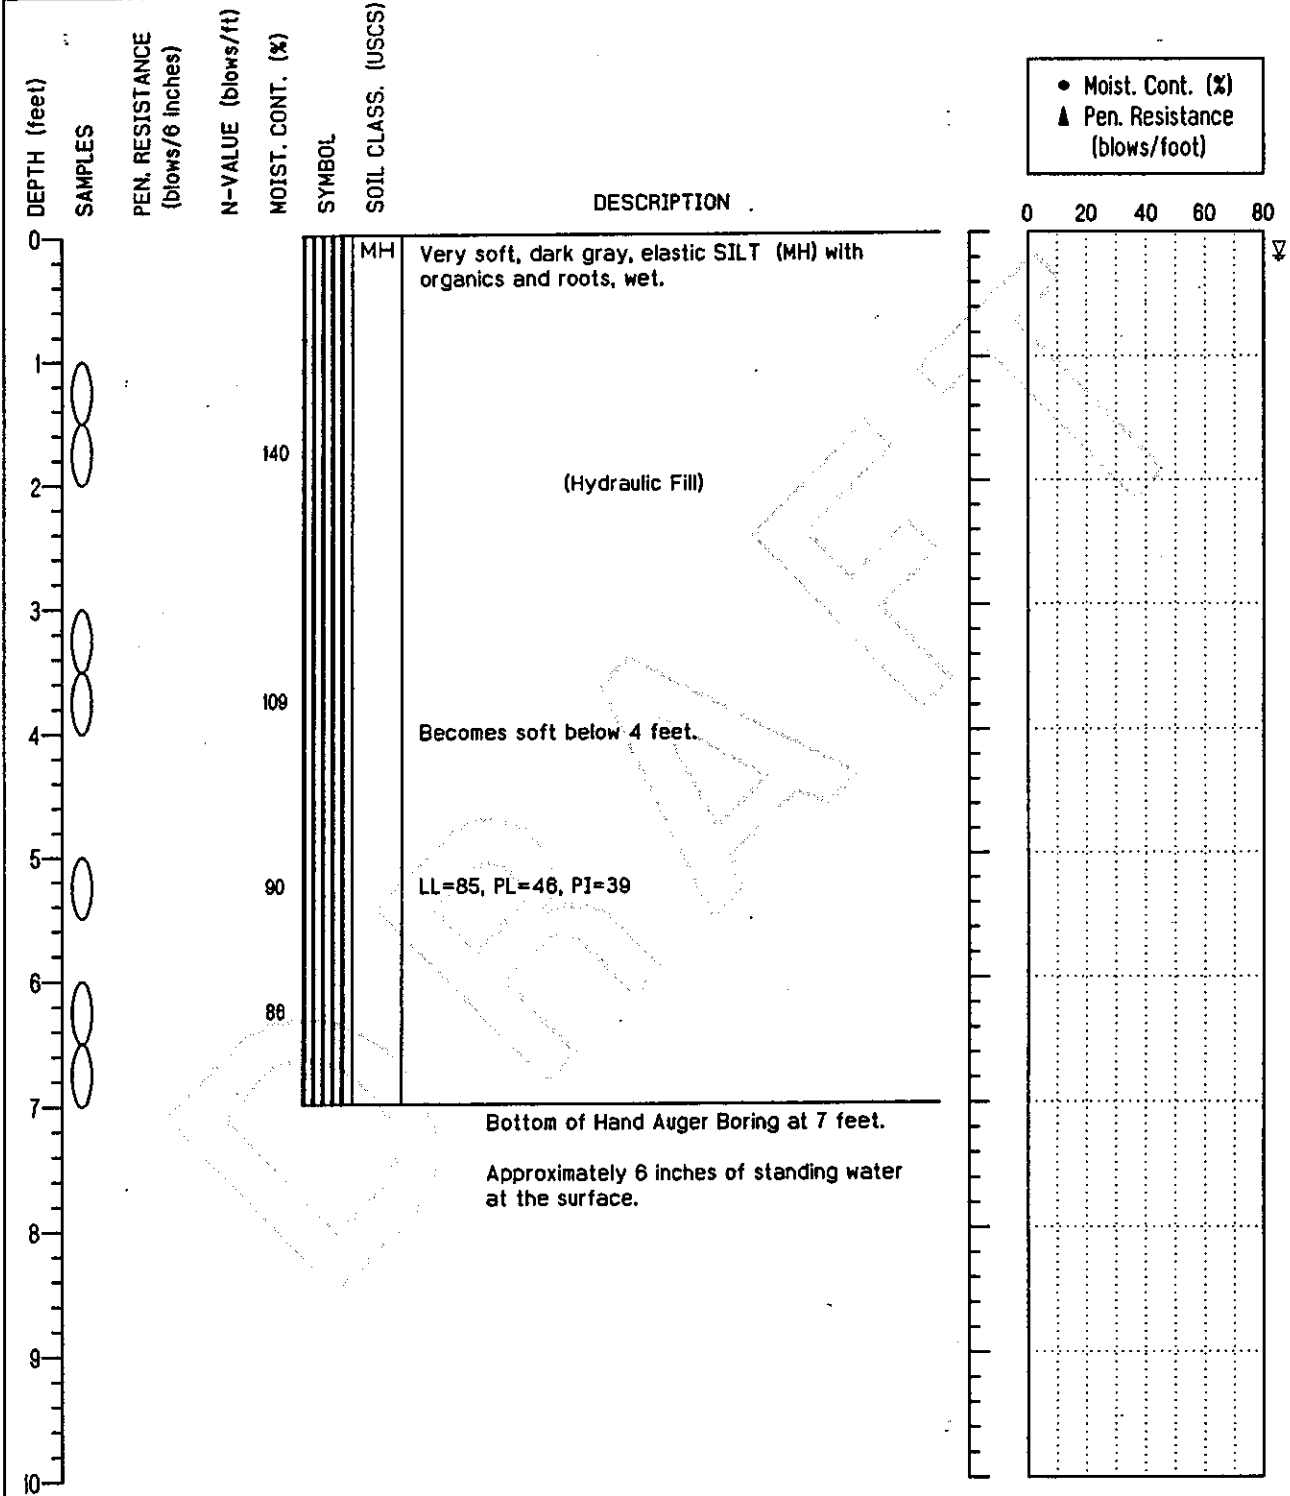 DEPTH (feet)
SAMPLES
PEN. RESISTANCE
(blows/6 inches)
N-VALUE (blows/ft)
MOIST. CONT. (%)
SYMBOL
SOIL CLASS. (USCS)
DESCRIPTION
● Moist. Cont. (%)
▲ Pen. Resistance
(blows/foot)
0 20 40 60 80
0
MH
Very soft, dark gray, elastic SILT (MH) with
organics and roots, wet.
1
140
2
(Hydraulic Fill)
3
109
4
Becomes soft below 4 feet.
5
90
LL=85, PL=46, PI=39
6
86
7
Bottom of Hand Auger Boring at 7 feet.
Approximately 6 inches of standing water
at the surface.
8
9
10
DRAFT